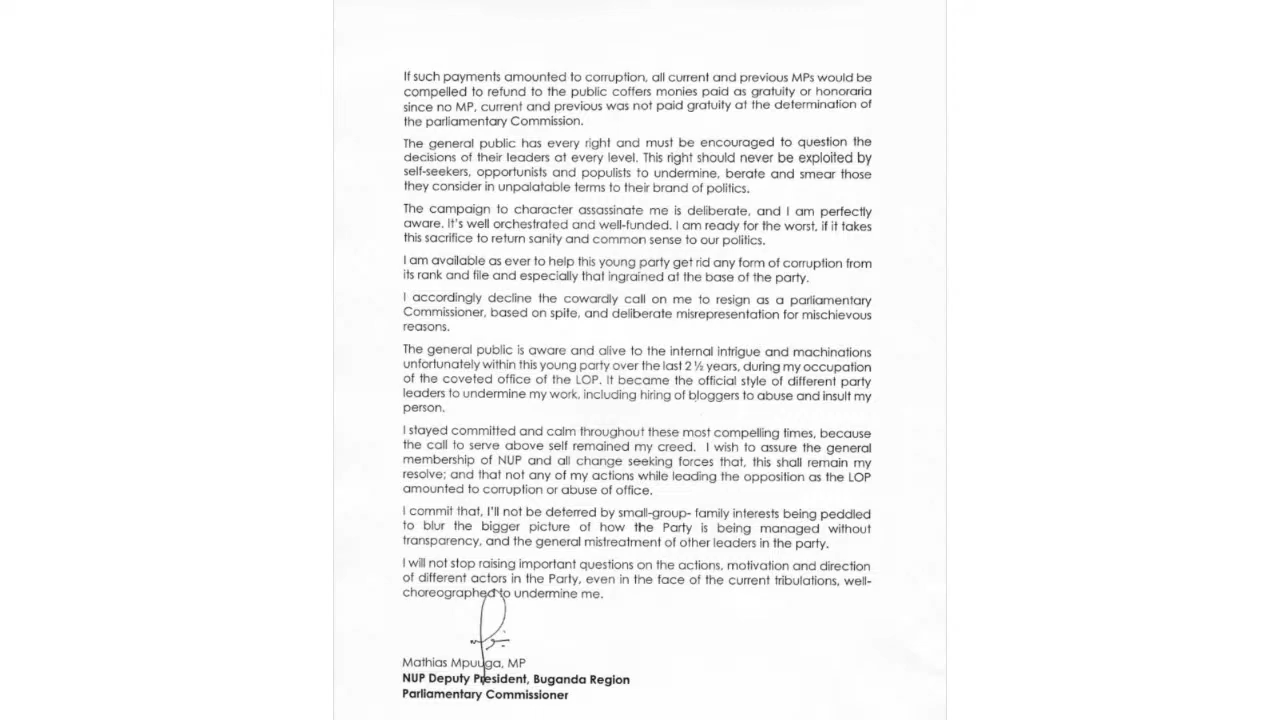 If such payments amounted to corruption, all current and previous MPs would be
compelled to refund to the public coffers monies paid as gratuity or honoraria
since no MP, current and previous was not paid gratuity at the determination of
the parliamentary Commission.
The general public has every right and must be encouraged to question the
decisions of their leaders at every level. This right should never be exploited by
self-seekers, opportunists and populists to undermine, berate and smear those
they consider in unpalatable terms to their brand of politics.
The campaign to character assassinate me is deliberate, and I am perfectly
aware. It's well orchestrated and well-funded. I am ready for the worst, if it takes
this sacrifice to return sanity and common sense to our politics.
I am available as ever to help this young party get rid any form of corruption from
its rank and file and especially that ingrained at the base of the party.
I accordingly decline the cowardly call on me to resign as a parliamentary
Commissioner, based on spite, and deliberate misrepresentation for mischievous
reasons.
The general public is aware and alive to the internal intrigue and machinations
unfortunately within this young party over the last 2 ½ years, during my occupation
of the coveted office of the LOP. It became the official style of different party
leaders to undermine my work, including hiring of bloggers to abuse and insult my
person.
I stayed committed and calm throughout these most compelling times, because
the call to serve above self remained my creed. I wish to assure the general
membership of NUP and all change seeking forces that, this shall remain my
resolve; and that not any of my actions while leading the opposition as the LOP
amounted to corruption or abuse of office.
I commit that, I'll not be deterred by small-group- family interests being peddled
to blur the bigger picture of how the Party is being managed without
transparency, and the general mistreatment of other leaders in the party.
I will not stop raising important questions on the actions, motivation and direction
of different actors in the Party, even in the face of the current tribulations, well-
choreographed to undermine me.
Mathias Mpuuga, MP
NUP Deputy President, Buganda Region
Parliamentary Commissioner